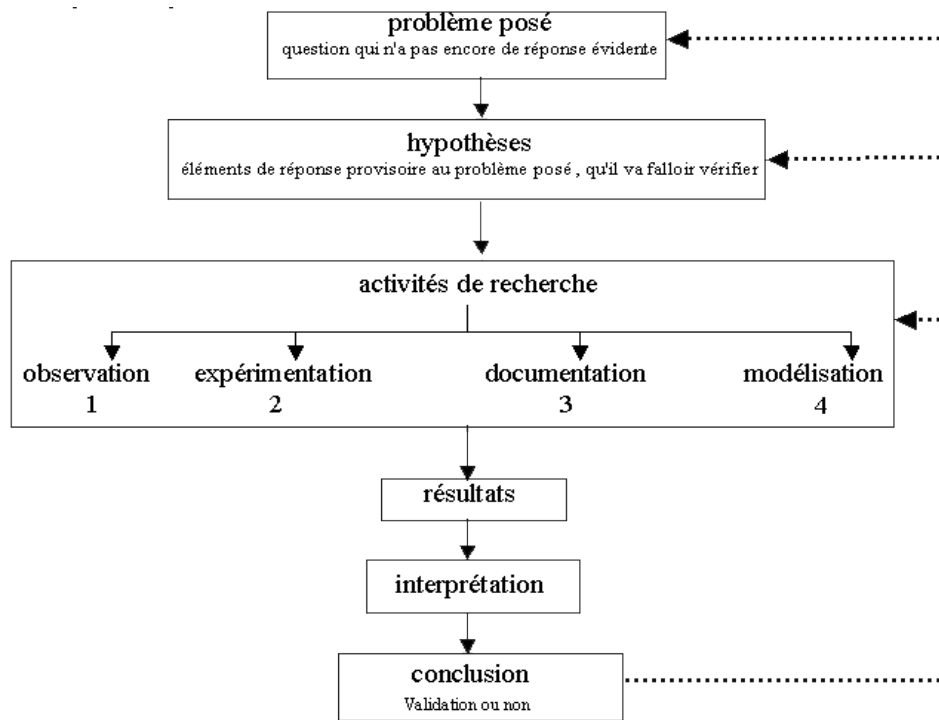 problème posé
question qui n'a pas encore de réponse évidente
hypothèses
éléments de réponse provisoire au problème posé , qu'il va falloir vérifier
activités de recherche
observation expérimentation documentation modélisation
1 2 3 4
résultats
interprétation
conclusion
Validation ou non